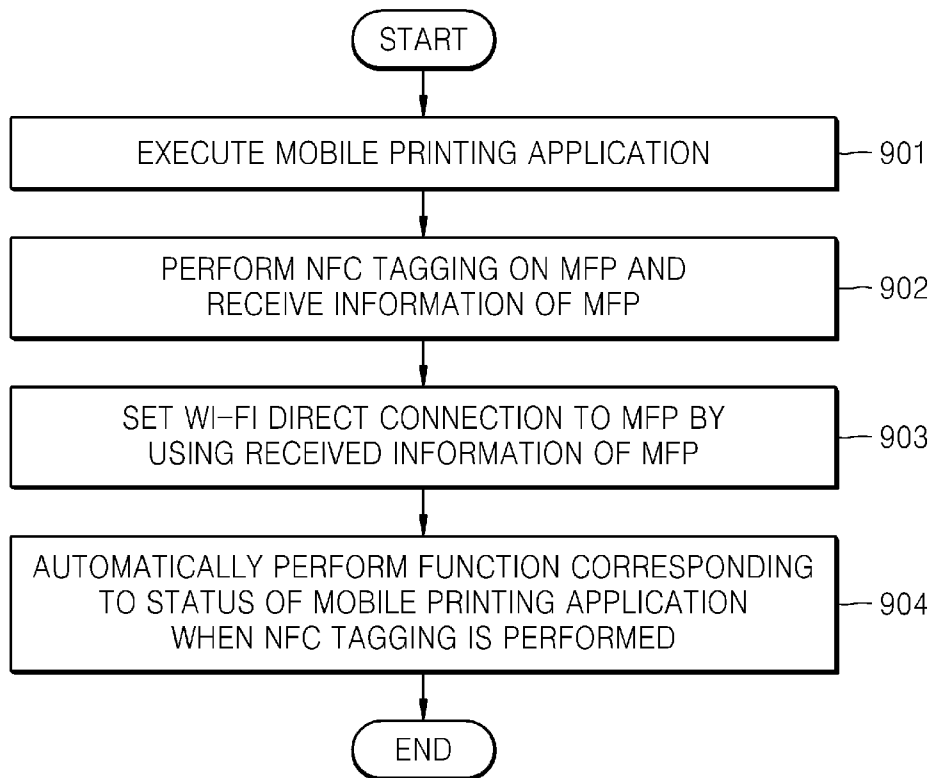 START
EXECUTE MOBILE PRINTING APPLICATION
901
PERFORM NFC TAGGING ON MFP AND
RECEIVE INFORMATION OF MFP
902
SET WI-FI DIRECT CONNECTION TO MFP BY
USING RECEIVED INFORMATION OF MFP
903
AUTOMATICALLY PERFORM FUNCTION CORRESPONDING
TO STATUS OF MOBILE PRINTING APPLICATION
WHEN NFC TAGGING IS PERFORMED
904
END